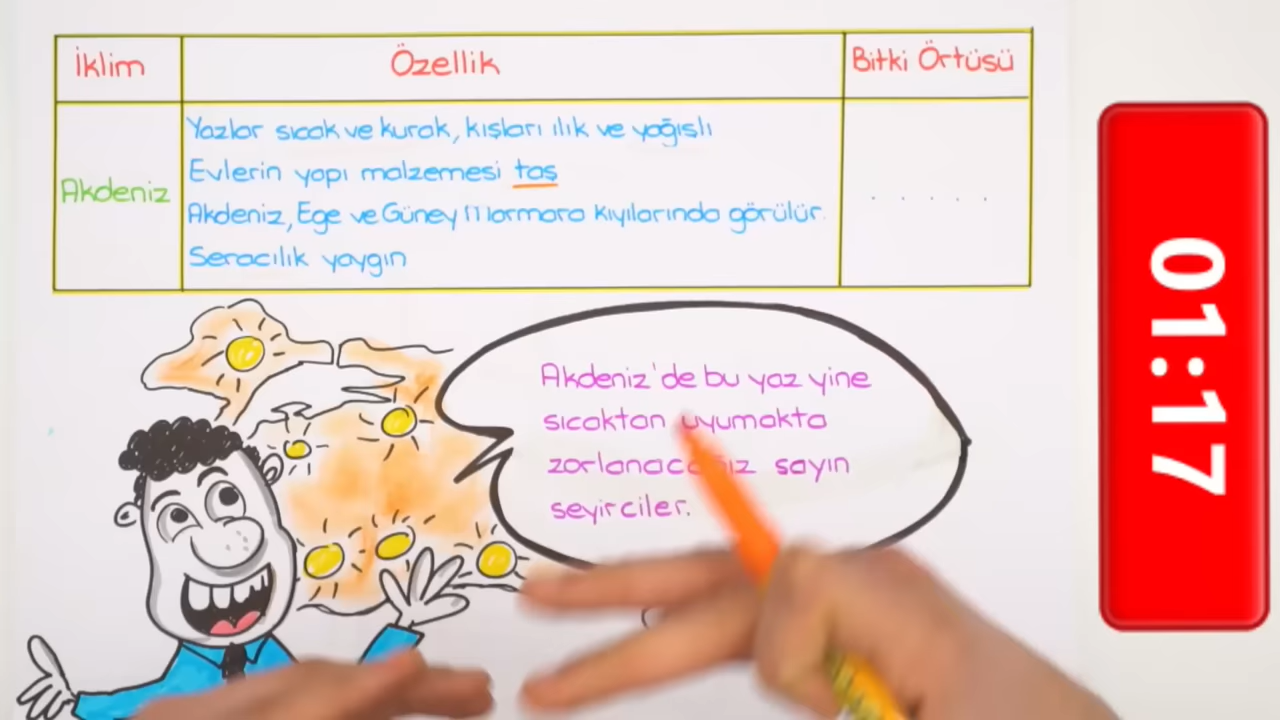 İklim Özellik Bitki Örtüsü
Yazlar sıcak ve kurak, kışları ılık ve yağışlı
Evlerin yapı malzemesi taş
Akdeniz
Akdeniz, Ege ve Güney Marmara kıyılarında görülür.
Seracılık yaygın
.....
Akdeniz'de bu yaz yine
sıcaktan uyumakta
zorlanacağız sayın
seyirciler.
01:17